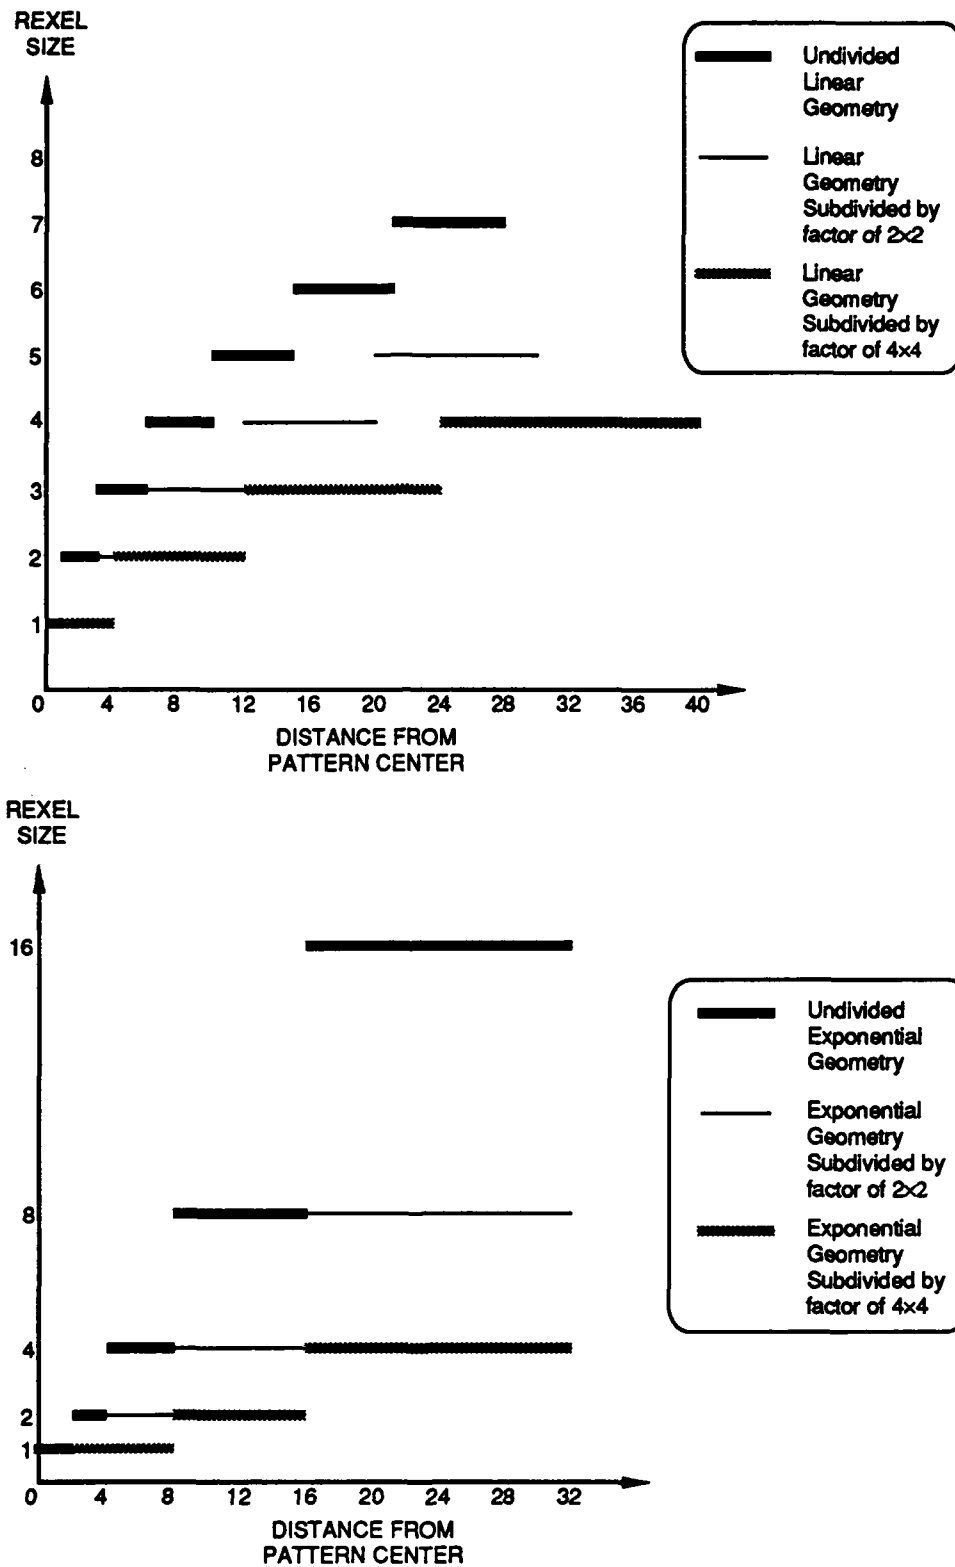 REXEL
SIZE
Undivided
Linear
Geometry
Linear
Geometry
Subdivided by
factor of 2×2
Linear
Geometry
Subdivided by
factor of 4×4
8
7
6
5
4
3
2
1
0 4 8 12 16 20 24 28 32 36 40
DISTANCE FROM
PATTERN CENTER
REXEL
SIZE
16
8
4
2
1
Undivided
Exponential
Geometry
Exponential
Geometry
Subdivided by
factor of 2×2
Exponential
Geometry
Subdivided by
factor of 4×4
0 4 8 12 16 20 24 28 32
DISTANCE FROM
PATTERN CENTER